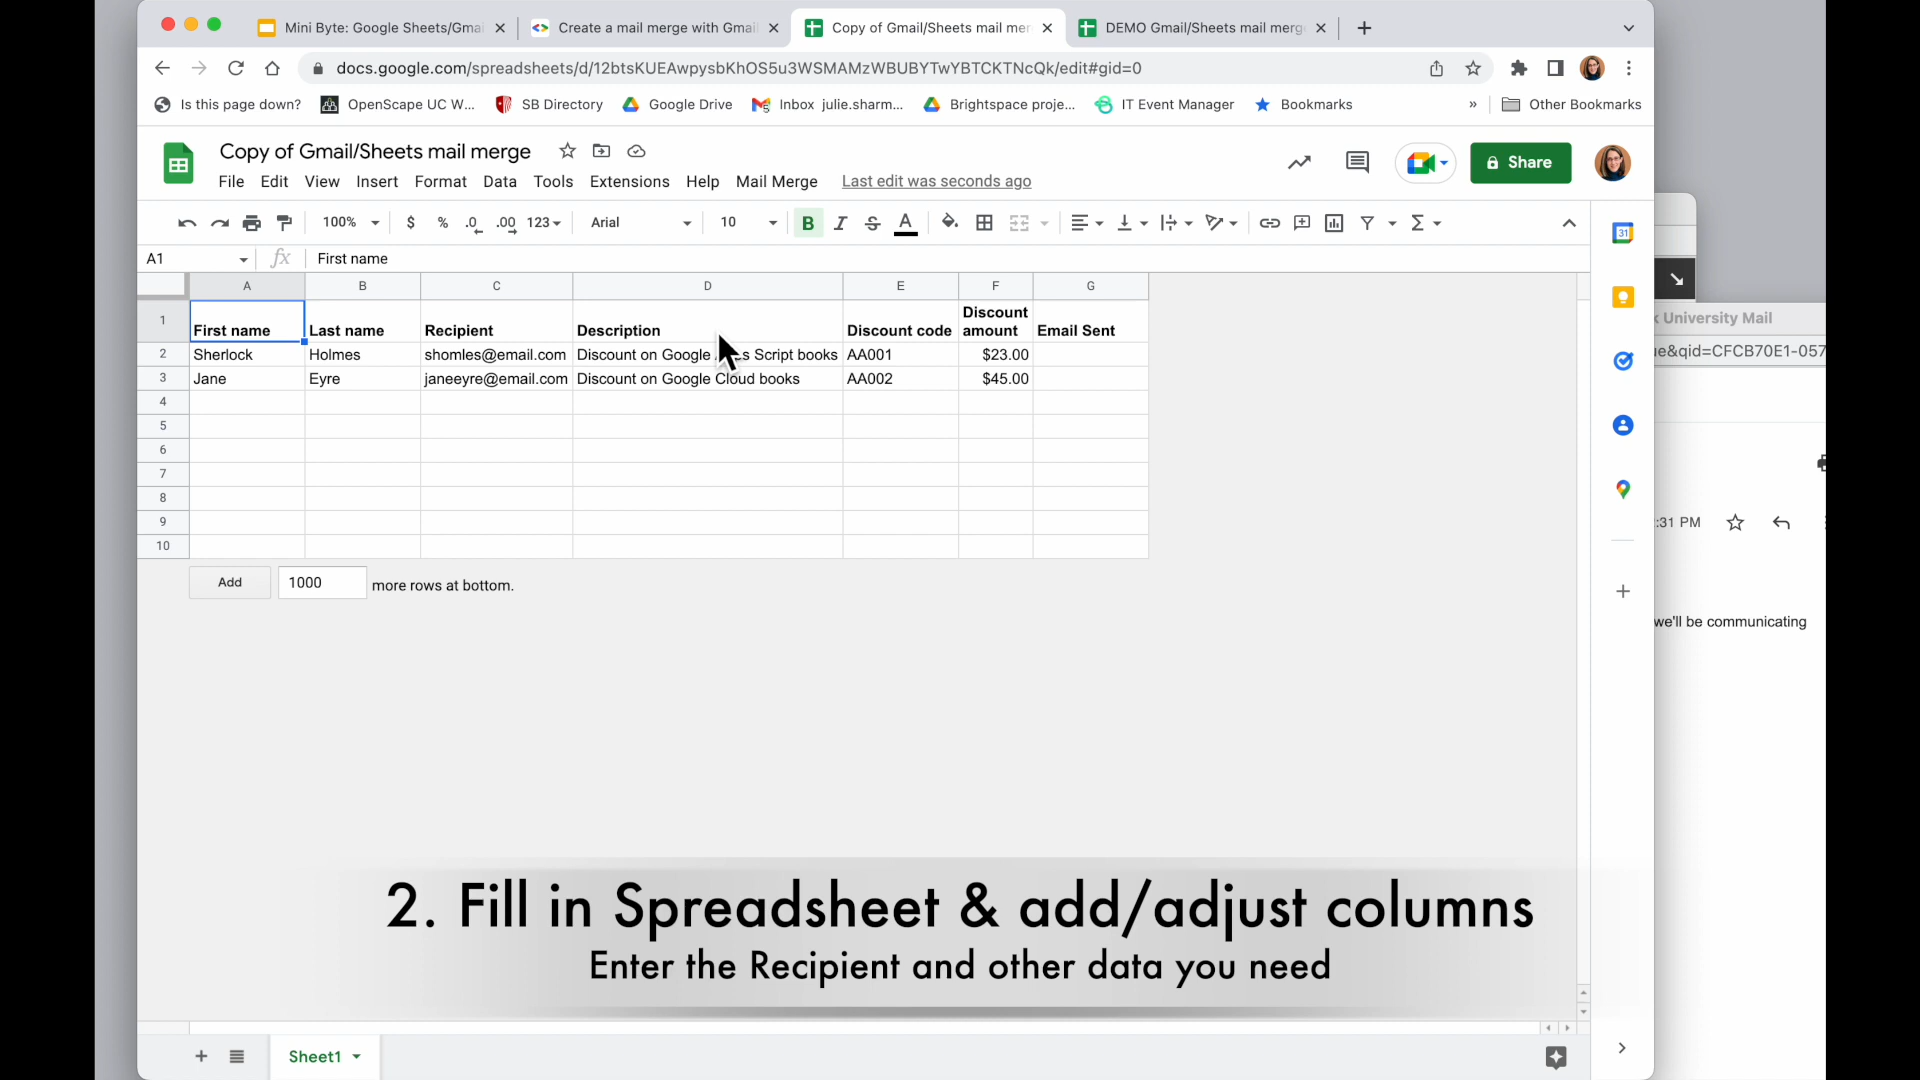 Mini Byte: Google Sheets/Gmai
Create a mail merge with Gmail
Copy of Gmail/Sheets mail mer
DEMO Gmail/Sheets mail merge
docs.google.com/spreadsheets/d/12btsKUEAwpysbKhOS5u3WSMAMzWBUBYTwYBTCKTNcQk/edit#gid=0
Is this page down?
OpenScape UC W...
SB Directory
Google Drive
Inbox julie.sharm...
Brightspace proje...
IT Event Manager
Bookmarks
»
Other Bookmarks
Copy of Gmail/Sheets mail merge
Share
File Edit View Insert Format Data Tools Extensions Help Mail Merge Last edit was seconds ago
100% $ % .0 .00 123 Arial 10 B I S A
31
A1 fx First name
A B C D E F G
1 First name Last name Recipient Description Discount code Discount amount Email Sent
2 Sherlock Holmes shomles@email.com Discount on Google Script books AA001 $23.00
3 Jane Eyre janeeyre@email.com Discount on Google Cloud books AA002 $45.00
4
5
6
7
8
9
10
Add 1000 more rows at bottom.
k University Mail
ue&qid=CFCB70E1-057
:31 PM
we'll be communicating
2. Fill in Spreadsheet & add/adjust columns
Enter the Recipient and other data you need
Sheet1